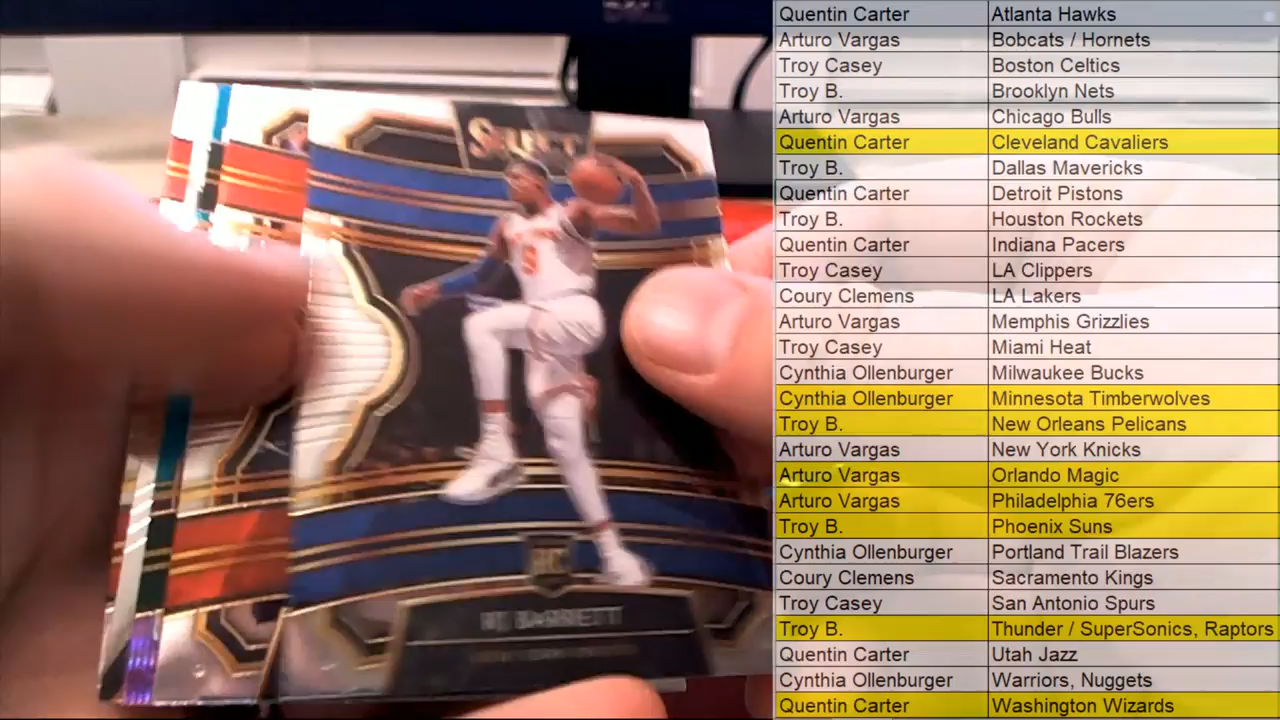 SELECT
RC
RJ BARRETT
Quentin Carter Atlanta Hawks
Arturo Vargas Bobcats / Hornets
Troy Casey Boston Celtics
Troy B. Brooklyn Nets
Arturo Vargas Chicago Bulls
Quentin Carter Cleveland Cavaliers
Troy B. Dallas Mavericks
Quentin Carter Detroit Pistons
Troy B. Houston Rockets
Quentin Carter Indiana Pacers
Troy Casey LA Clippers
Coury Clemens LA Lakers
Arturo Vargas Memphis Grizzlies
Troy Casey Miami Heat
Cynthia Ollenburger Milwaukee Bucks
Cynthia Ollenburger Minnesota Timberwolves
Troy B. New Orleans Pelicans
Arturo Vargas New York Knicks
Arturo Vargas Orlando Magic
Arturo Vargas Philadelphia 76ers
Troy B. Phoenix Suns
Cynthia Ollenburger Portland Trail Blazers
Coury Clemens Sacramento Kings
Troy Casey San Antonio Spurs
Troy B. Thunder / SuperSonics, Raptors
Quentin Carter Utah Jazz
Cynthia Ollenburger Warriors, Nuggets
Quentin Carter Washington Wizards